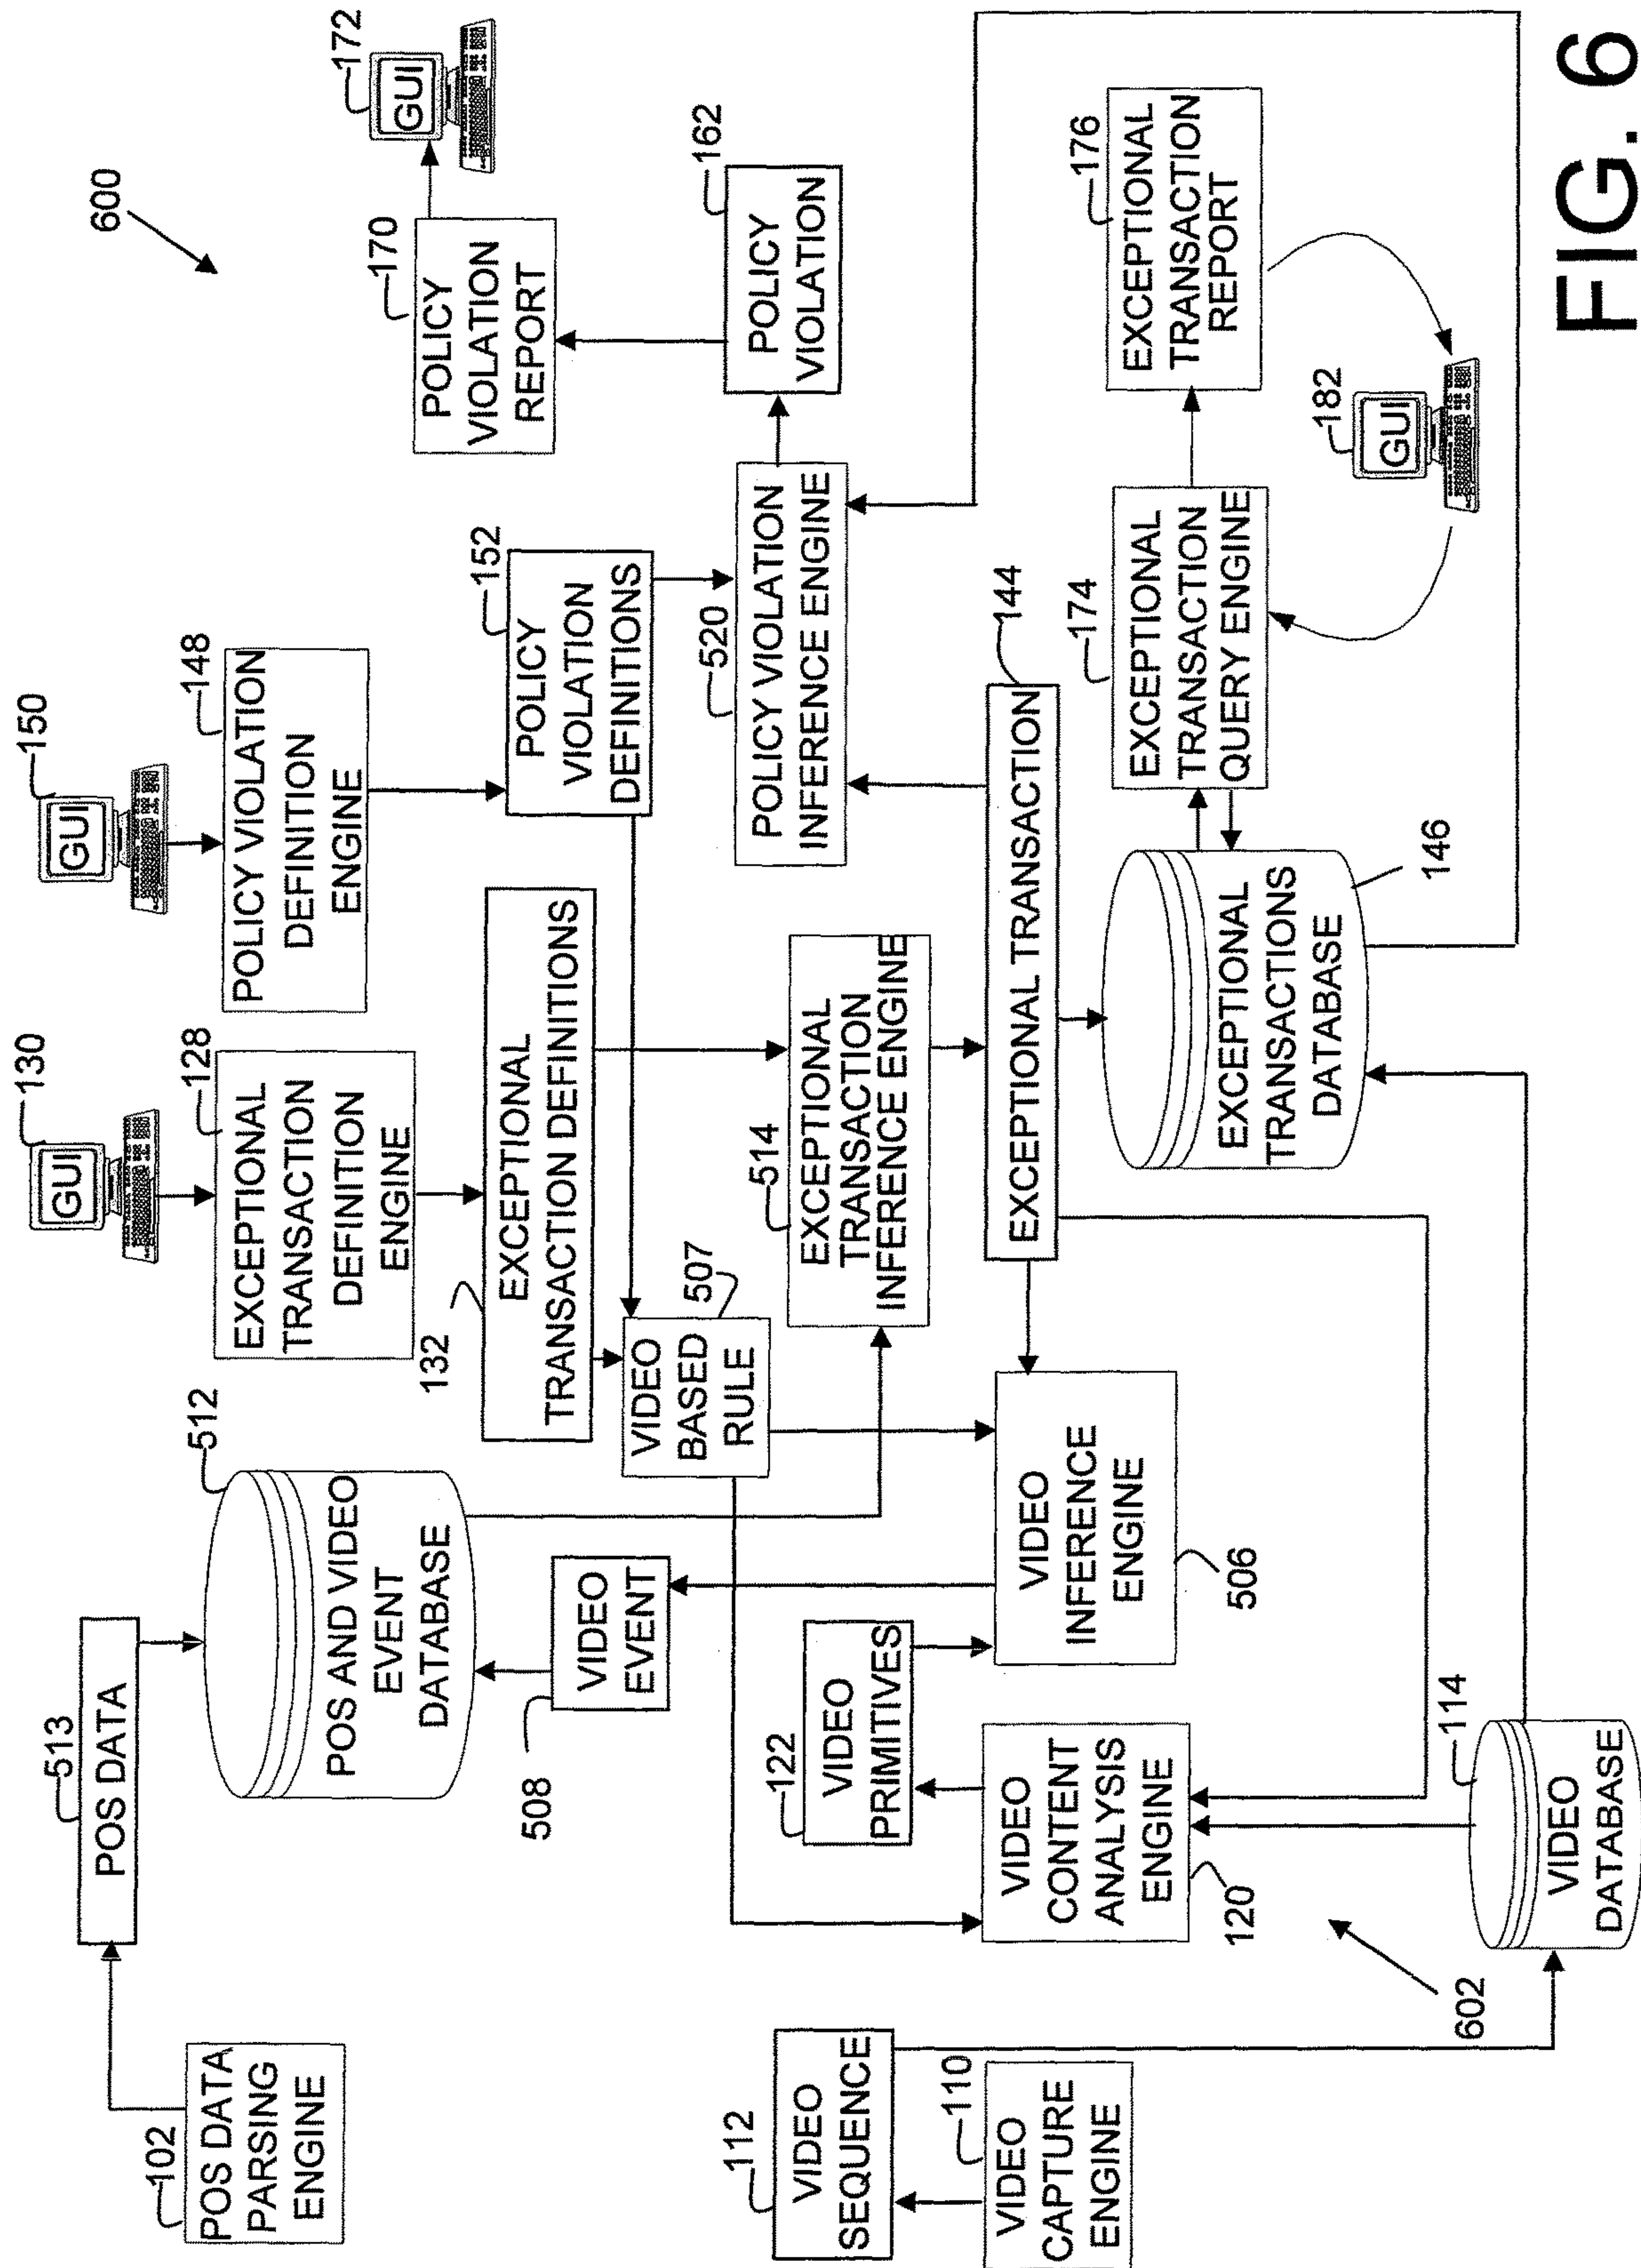 600
130
GUI
150
GUI
172
GUI
102
POS DATA
PARSING
ENGINE
513
POS DATA
512
POS AND VIDEO
EVENT
DATABASE
128
EXCEPTIONAL
TRANSACTION
DEFINITION
ENGINE
148
POLICY VIOLATION
DEFINITION
ENGINE
170
POLICY
VIOLATION
REPORT
132
EXCEPTIONAL
TRANSACTION DEFINITIONS
152
POLICY
VIOLATION
DEFINITIONS
508
VIDEO
EVENT
507
VIDEO
BASED
RULE
162
POLICY
VIOLATION
520
POLICY VIOLATION
INFERENCE ENGINE
514
EXCEPTIONAL
TRANSACTION
INFERENCE ENGINE
112
VIDEO
SEQUENCE
122
VIDEO
PRIMITIVES
110
VIDEO
CAPTURE
ENGINE
120
VIDEO
CONTENT
ANALYSIS
ENGINE
506
VIDEO
INFERENCE
ENGINE
144
EXCEPTIONAL TRANSACTION
174
EXCEPTIONAL
TRANSACTION
QUERY ENGINE
176
EXCEPTIONAL
TRANSACTION
REPORT
146
EXCEPTIONAL
TRANSACTIONS
DATABASE
182
GUI
602
114
VIDEO
DATABASE
FIG. 6